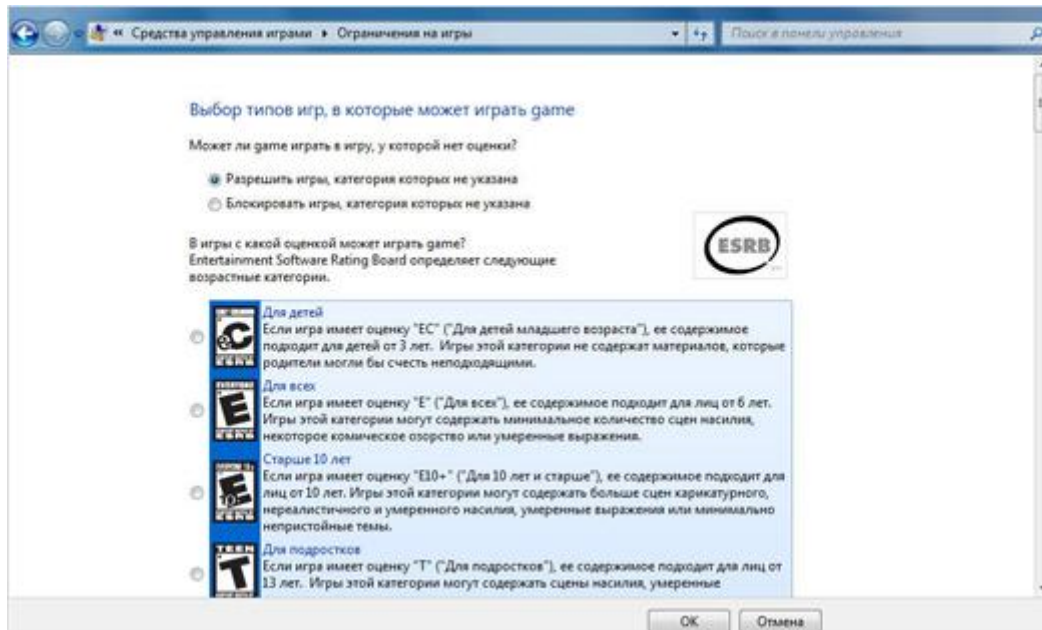 « Средства управления играми ▸ Ограничения на игры
Поиск в панели управления
Выбор типов игр, в которые может играть game
Может ли game играть в игру, у которой нет оценки?
Разрешить игры, категория которых не указана
Блокировать игры, категория которых не указана
В игры с какой оценкой может играть game?
Entertainment Software Rating Board определяет следующие
возрастные категории.
ESRB
Для детей
Если игра имеет оценку "EC" ("Для детей младшего возраста"), ее содержимое
подходит для детей от 3 лет. Игры этой категории не содержат материалов, которые
родители могли бы счесть неподходящими.
eC
Для всех
Если игра имеет оценку "E" ("Для всех"), ее содержимое подходит для лиц от 6 лет.
Игры этой категории могут содержать минимальное количество сцен насилия,
некоторое комическое озорство или умеренные выражения.
E
Старше 10 лет
Если игра имеет оценку "E10+" ("Для 10 лет и старше"), ее содержимое подходит для
лиц от 10 лет. Игры этой категории могут содержать больше сцен карикатурного,
нереалистичного и умеренного насилия, умеренные выражения или минимально
непристойные темы.
E
Для подростков
Если игра имеет оценку "T" ("Для подростков"), ее содержимое подходит для лиц от
13 лет. Игры этой категории могут содержать сцены насилия, умеренные
T
OK
Отмена